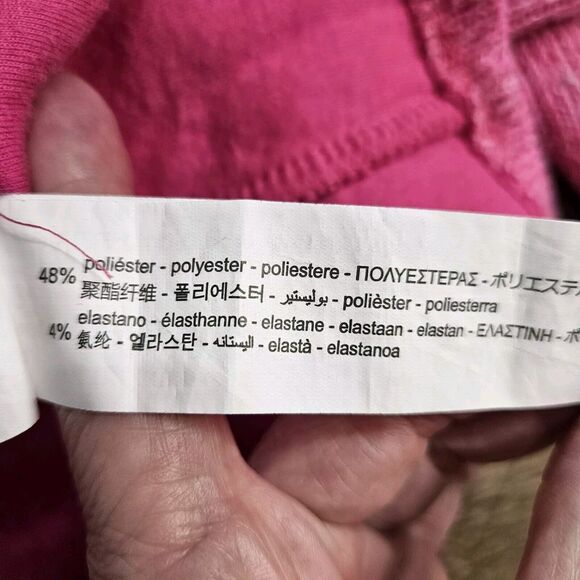 48% poliéster - polyester - poliestere - ΠΟΛΥΕΣΤΕΡΑΣ - ポリエステ
聚酯纤维 - 폴리에스터 - بوليستير - polièster - poliesterra
4% elastano - élasthanne - elastane - elastaan - elastan - ΕΛΑΣΤΙΝΗ - ポ
氨纶 - 엘라스탄 - اليستانه - elastà - elastanoa